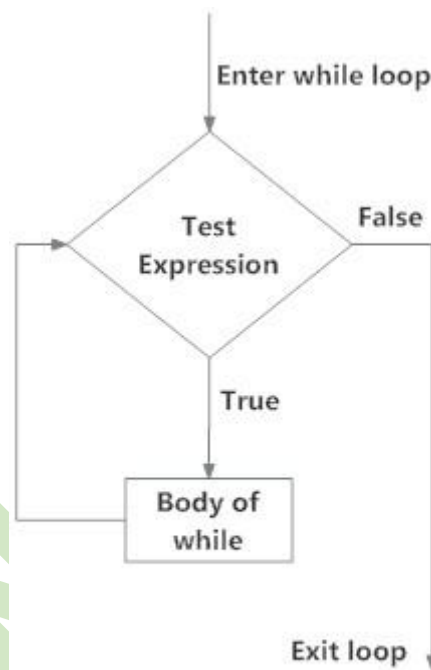 Enter while loop
Test
Expression
False
True
Body of
while
Exit loop